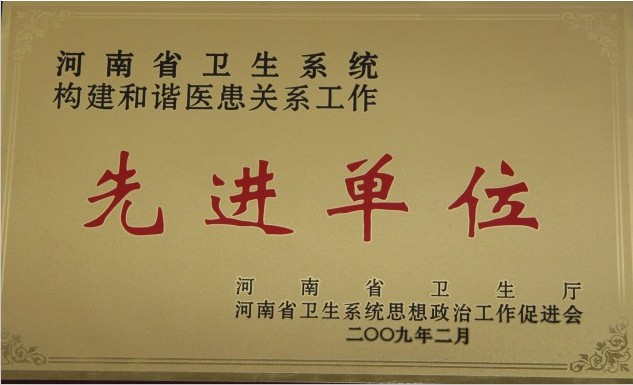 河南省卫生系统
构建和谐医患关系工作
先进单位
河南省卫生厅
河南省卫生系统思想政治工作促进会
二〇〇九年二月